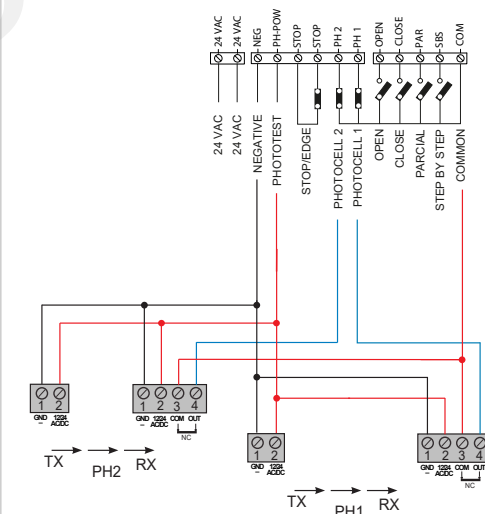 24 VAC
24 VAC
NEG
PH-POW
STOP
STOP
PH 2
PH 1
OPEN
CLOSE
PAR
SBS
COM
24 VAC
24 VAC
NEGATIVE
PHOTOTEST
STOP/EDGE
PHOTOCELL 2
PHOTOCELL 1
OPEN
CLOSE
PARCIAL
STEP BY STEP
COMMON
1 2
GND 12/24
– AC/DC
1 2 3 4
GND 12/24 COM OUT
– AC/DC
NC
TX PH2 RX
1 2
GND 12/24
– AC/DC
1 2 3 4
GND 12/24 COM OUT
– AC/DC
NC
TX PH1 RX